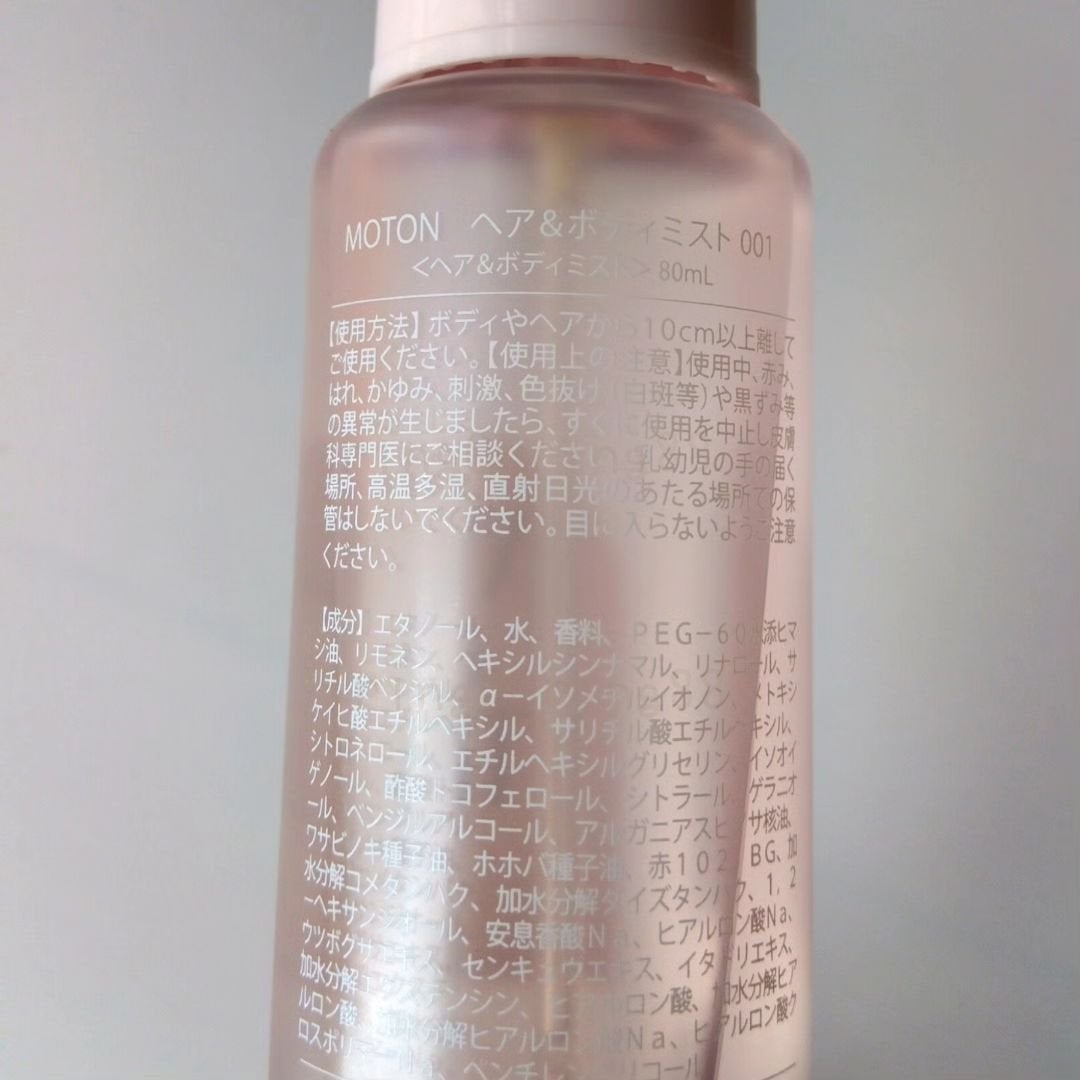 MOTON ヘア&ボディミスト 001
<ヘア&ボディミスト> 80mL
【使用方法】ボディやヘアから10cm以上離して
ご使用ください。【使用上の注意】使用中、赤み、
はれ、かゆみ、刺激、色抜け(白斑等)や黒ずみ等
の異常が生じましたら、すぐに使用を中止し皮膚
科専門医にご相談ください。乳幼児の手の届く
場所、高温多湿、直射日光のあたる場所での保
管はしないでください。目に入らないようご注意
ください。
【成分】エタノール、水、香料、PEG-60水添ヒマ
シ油、リモネン、ヘキシルシンナマル、リナロール、サ
リチル酸ベンジル、α-イソメチルイオノン、メトキシ
ケイヒ酸エチルヘキシル、サリチル酸エチルヘキシル、
シトロネロール、エチルヘキシルグリセリン、イソオイ
ゲノール、酢酸トコフェロール、シトラール、ゲラニオ
ール、ベンジルアルコール、アルガニアスピノサ核油、
ワサビノキ種子油、ホホバ種子油、赤102、BG、加
水分解コメタンパク、加水分解ダイズタンパク、1,2
-ヘキサンジオール、安息香酸Na、ヒアルロン酸Na、
ウツボグサエキス、センキュウエキス、イタドリエキス、
加水分解エクステンシン、ヒアルロン酸、加水分解ヒア
ルロン酸、加水分解ヒアルロン酸Na、ヒアルロン酸ク
ロスポリマーNa、ペンチレングリコール